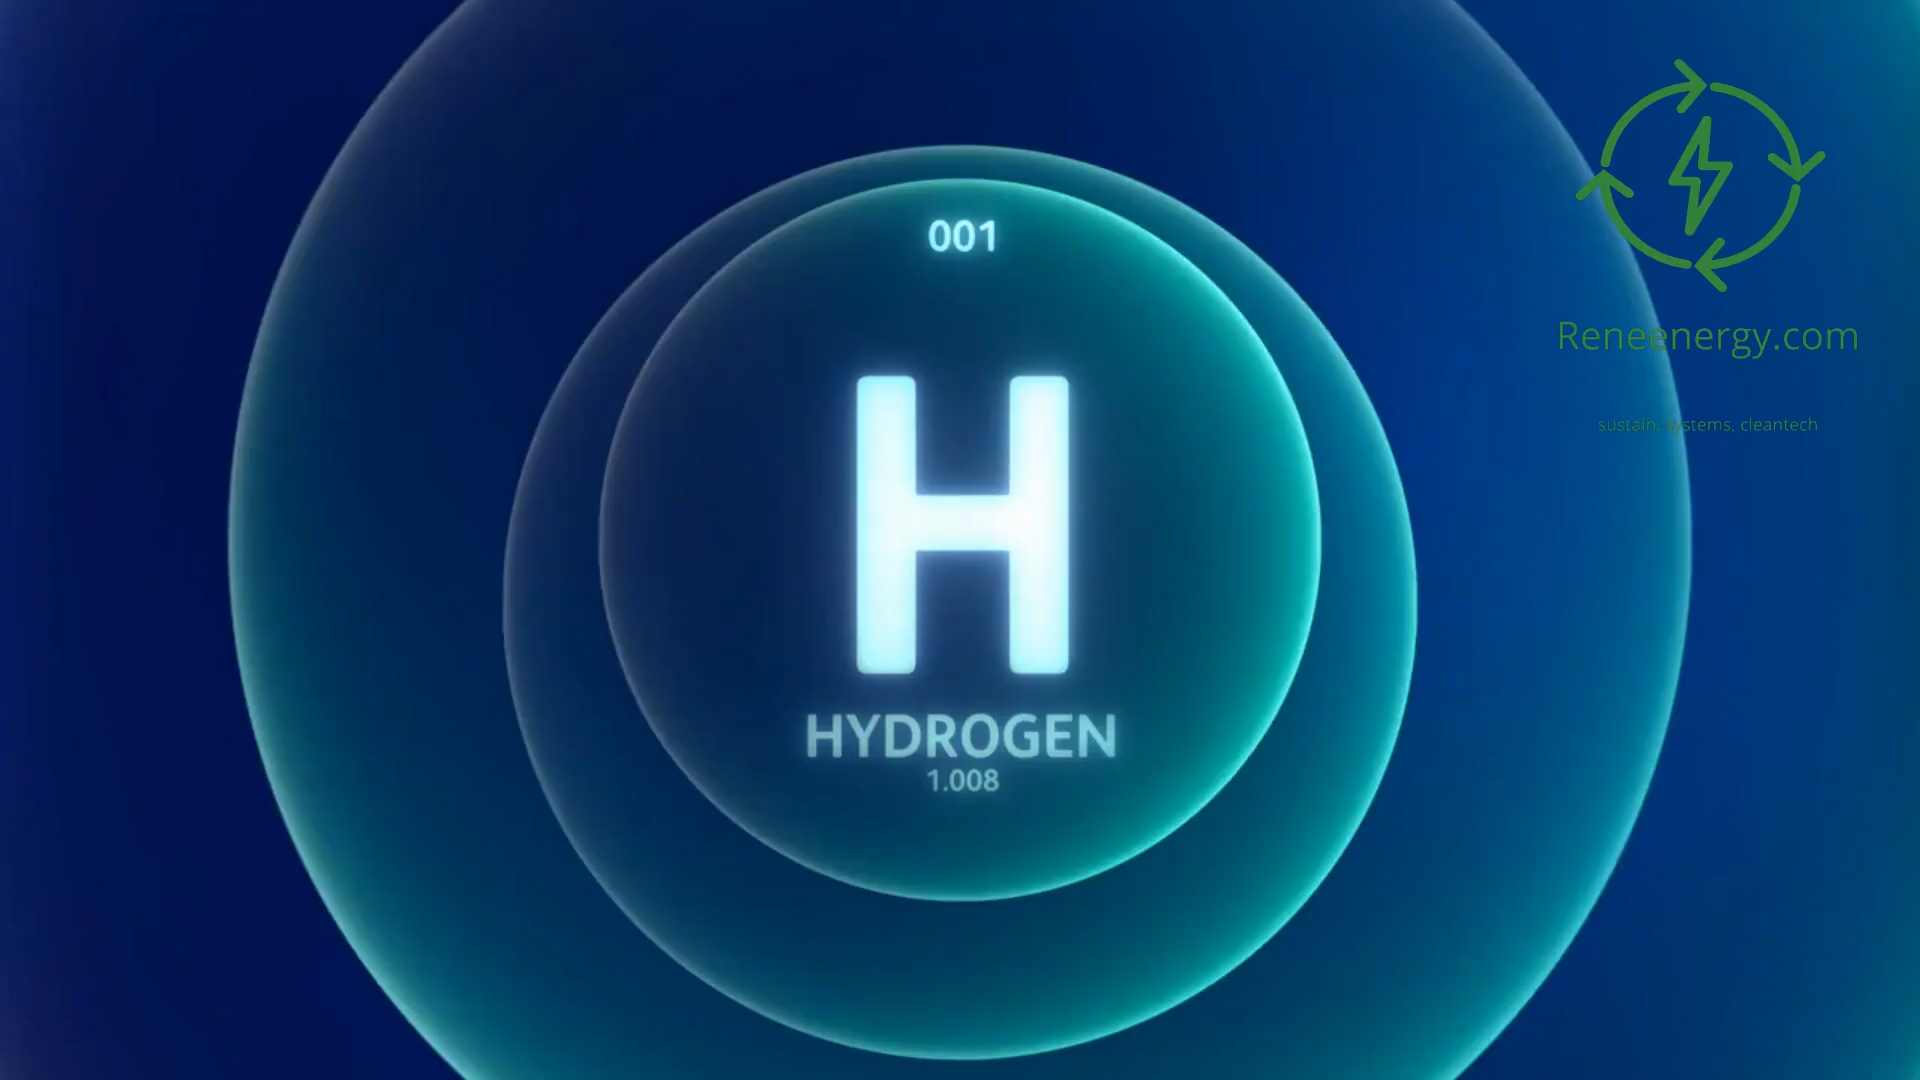 001
H
HYDROGEN
1.008
Reneenergy.com
sustain, systems, cleantech